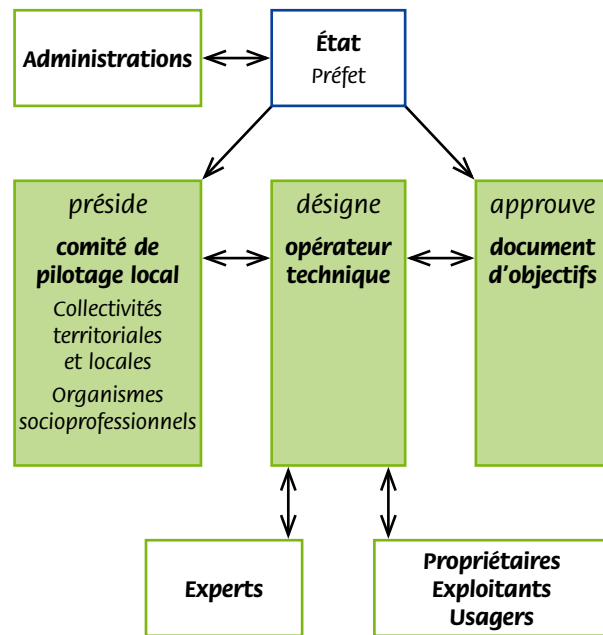 Administrations
État
Préfet
préside
comité de
pilotage local
Collectivités
territoriales
et locales
Organismes
socioprofessionnels
désigne
opérateur
technique
approuve
document
d'objectifs
Experts
Propriétaires
Exploitants
Usagers